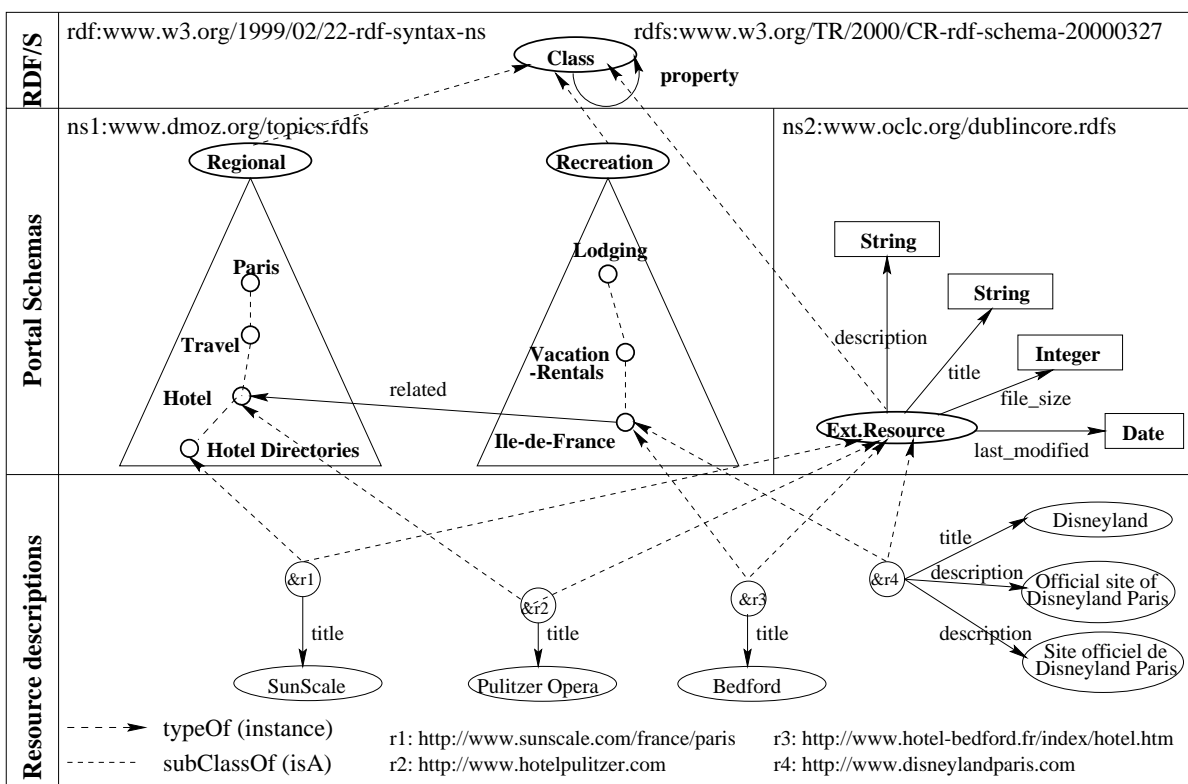 RDF/S
rdf:www.w3.org/1999/02/22-rdf-syntax-ns
rdfs:www.w3.org/TR/2000/CR-rdf-schema-20000327
Class
property
Portal Schemas
ns1:www.dmoz.org/topics.rdfs
ns2:www.oclc.org/dublincore.rdfs
Regional
Recreation
Paris
Travel
Hotel
Hotel Directories
Lodging
Vacation
-Rentals
Ile-de-France
related
String
String
Integer
Date
description
title
file_size
last_modified
Ext.Resource
Resource descriptions
&r1
title
SunScale
&r2
title
Pulitzer Opera
&r3
title
Bedford
&r4
title
Disneyland
description
Official site of
Disneyland Paris
description
Site officiel de
Disneyland Paris
typeOf (instance)
subClassOf (isA)
r1: http://www.sunscale.com/france/paris
r2: http://www.hotelpulitzer.com
r3: http://www.hotel-bedford.fr/index/hotel.htm
r4: http://www.disneylandparis.com